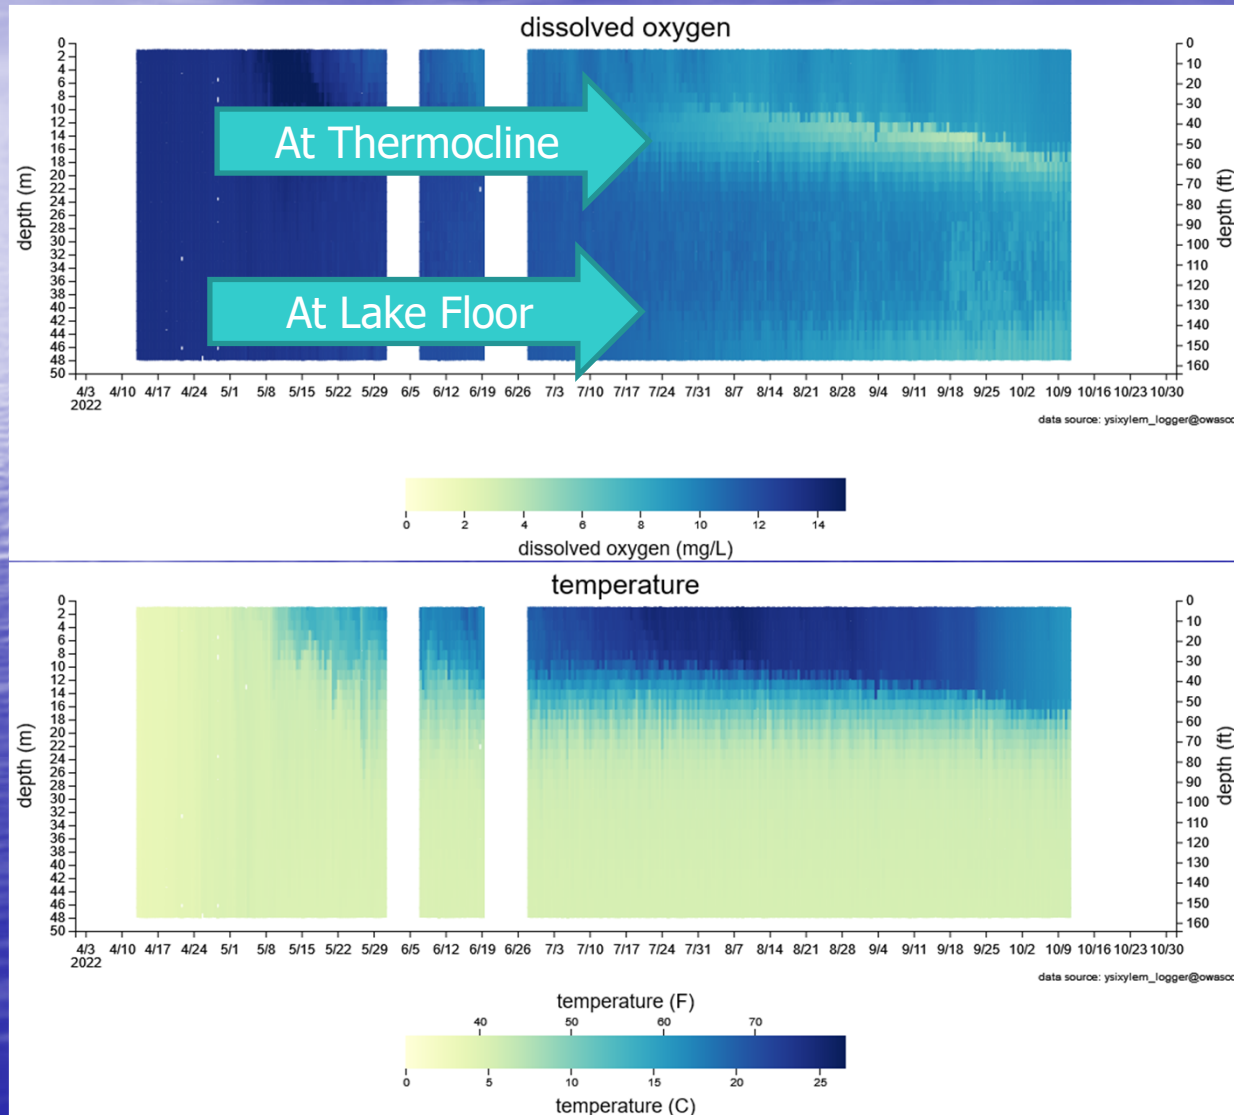 dissolved oxygen
0 2 4 6 8 10 12 14 16 18 20 22 24 26 28 30 32 34 36 38 40 42 44 46 48 50
depth (m)
At Thermocline
At Lake Floor
0 10 20 30 40 50 60 70 80 90 100 110 120 130 140 150 160
depth (ft)
4/3 4/10 4/17 4/24 5/1 5/8 5/15 5/22 5/29 6/5 6/12 6/19 6/26 7/3 7/10 7/17 7/24 7/31 8/7 8/14 8/21 8/28 9/4 9/11 9/18 9/25 10/2 10/9 10/16 10/23 10/30
2022
data source: ysixylem_logger@owasco
0 2 4 6 8 10 12 14
dissolved oxygen (mg/L)
temperature
0 2 4 6 8 10 12 14 16 18 20 22 24 26 28 30 32 34 36 38 40 42 44 46 48 50
depth (m)
0 10 20 30 40 50 60 70 80 90 100 110 120 130 140 150 160
depth (ft)
4/3 4/10 4/17 4/24 5/1 5/8 5/15 5/22 5/29 6/5 6/12 6/19 6/26 7/3 7/10 7/17 7/24 7/31 8/7 8/14 8/21 8/28 9/4 9/11 9/18 9/25 10/2 10/9 10/16 10/23 10/30
2022
data source: ysixylem_logger@owasco
temperature (F)
40 50 60 70
0 5 10 15 20 25
temperature (C)